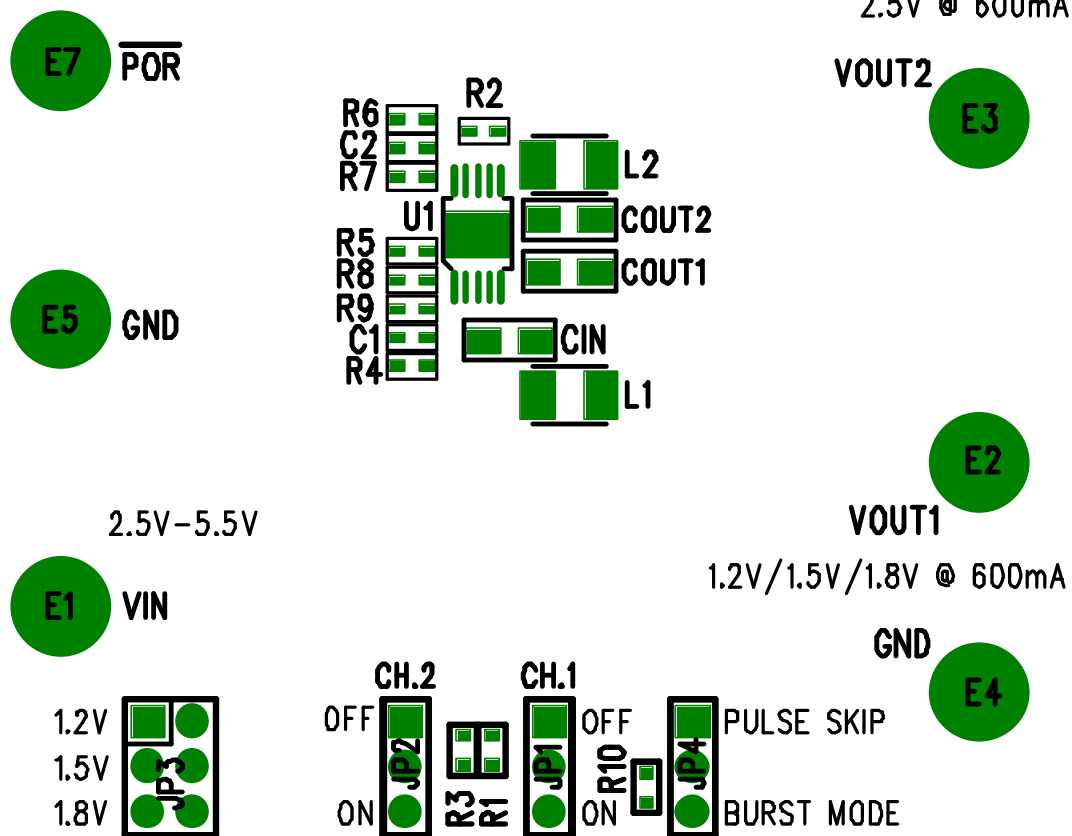 2.5V @ 600mA
E7 POR
VOUT2
E3
R2
R6
C2
R7
L2
U1
COUT2
R5
R8
COUT1
R9
E5 GND
C1
CIN
R4
L1
E2
2.5V-5.5V
VOUT1
1.2V/1.5V/1.8V @ 600mA
E1 VIN
GND
E4
CH.2
CH.1
1.2V
OFF
OFF
PULSE SKIP
1.5V
JP3
JP2
JP1
R10
JP4
1.8V
ON
R3
R1
ON
BURST MODE